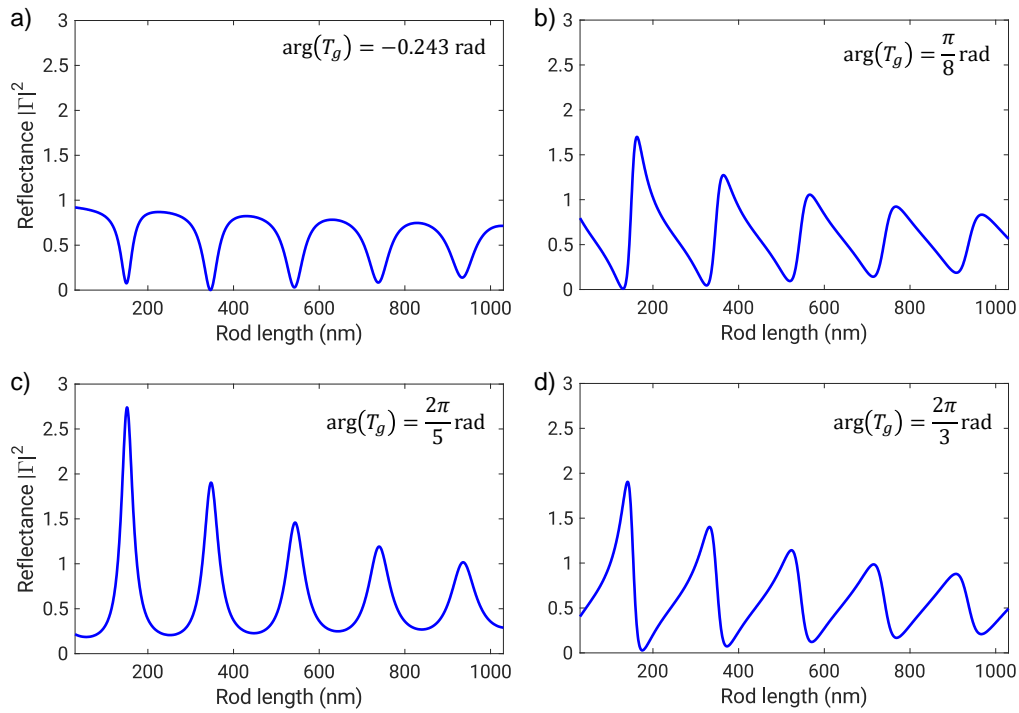 a)
arg(T_g) = −0.243 rad
3
2.5
2
1.5
1
0.5
0
Reflectance |Γ|²
200 400 600 800 1000
Rod length (nm)
b)
arg(T_g) = π/8 rad
3
2.5
2
1.5
1
0.5
0
200 400 600 800 1000
Rod length (nm)
c)
arg(T_g) = 2π/5 rad
3
2.5
2
1.5
1
0.5
0
Reflectance |Γ|²
200 400 600 800 1000
Rod length (nm)
d)
arg(T_g) = 2π/3 rad
3
2.5
2
1.5
1
0.5
0
200 400 600 800 1000
Rod length (nm)